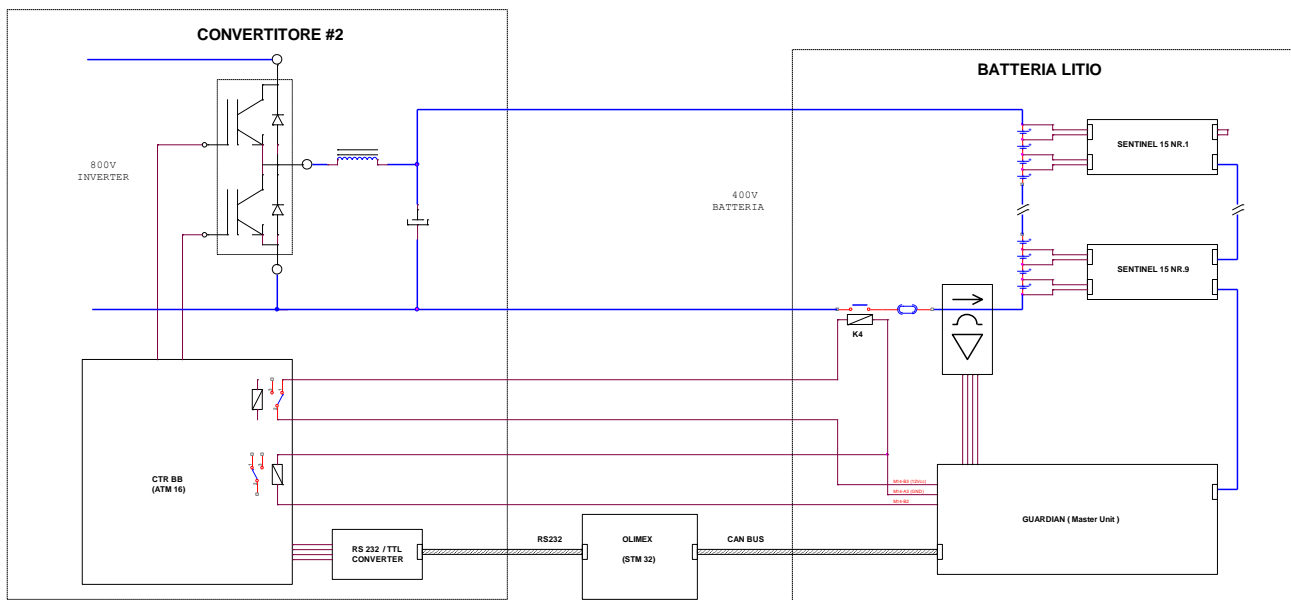 CONVERTITORE #2
BATTERIA LITIO
SENTINEL 15 NR.1
800V
INVERTER
400V
BATTERIA
SENTINEL 15 NR.9
K4
CTR BB
(ATM 16)
GUARDIAN ( Master Unit )
RS 232 / TTL
CONVERTER
RS232
OLIMEX
(STM 32)
CAN BUS